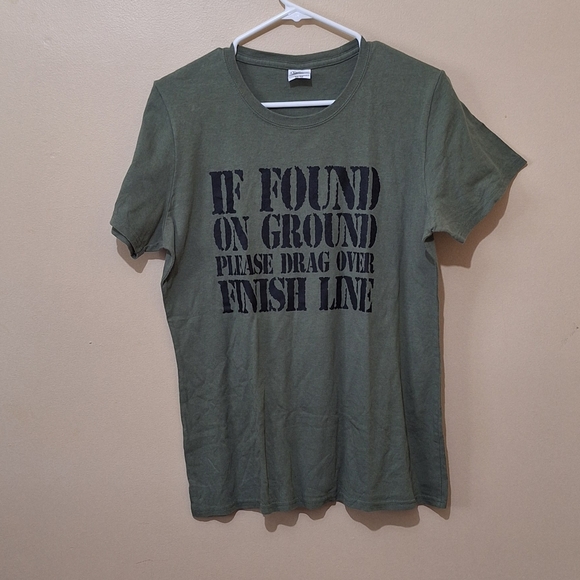 IF FOUND
ON GROUND
PLEASE DRAG OVER
FINISH LINE